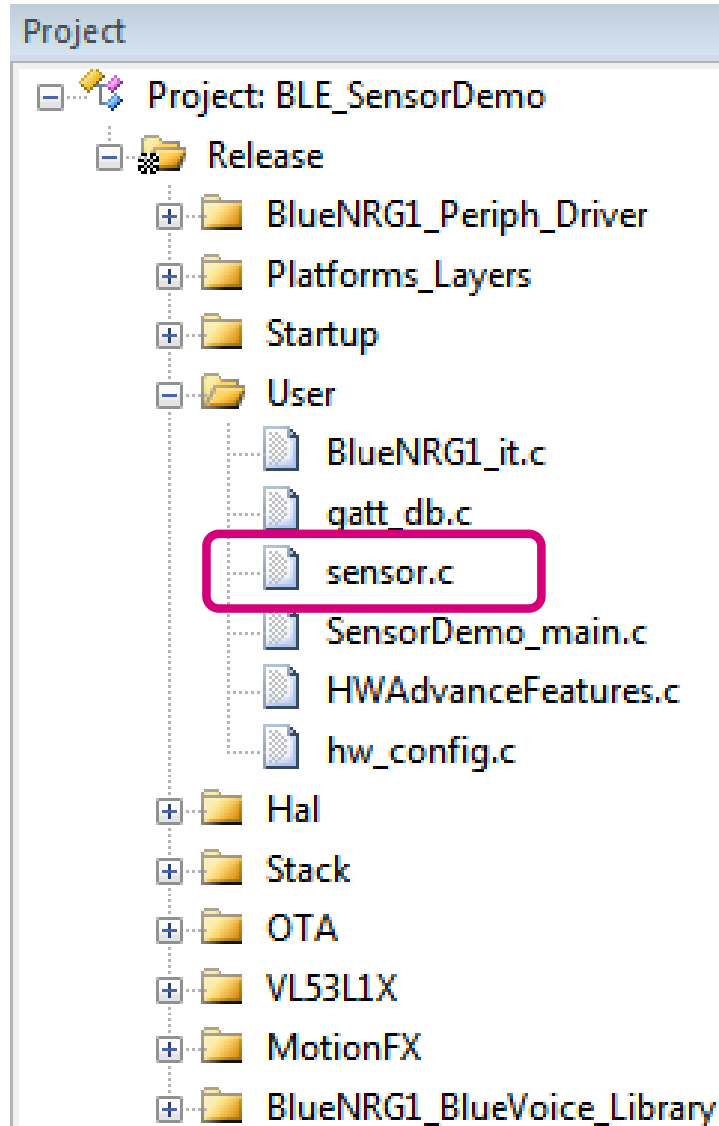 Project
Project: BLE_SensorDemo
Release
BlueNRG1_Periph_Driver
Platforms_Layers
Startup
User
BlueNRG1_it.c
gatt_db.c
sensor.c
SensorDemo_main.c
HWAdvanceFeatures.c
hw_config.c
Hal
Stack
OTA
VL53L1X
MotionFX
BlueNRG1_BlueVoice_Library